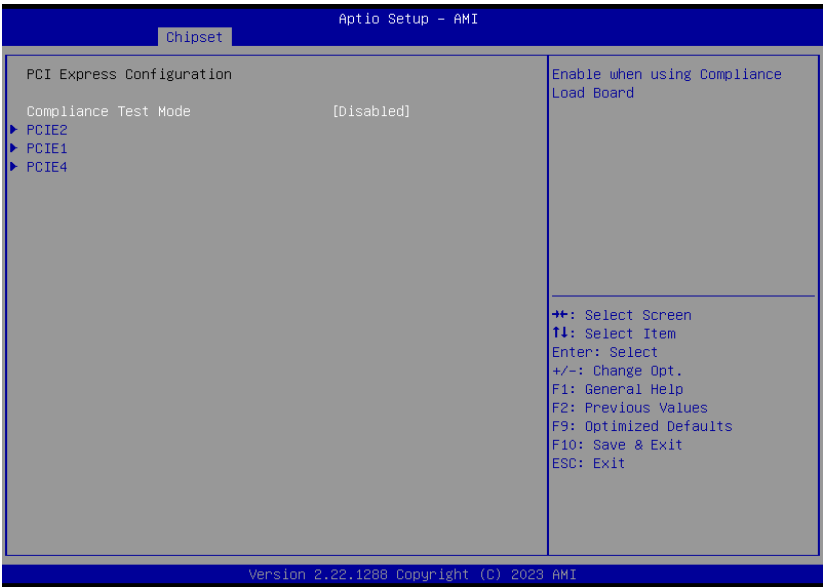 Aptio Setup – AMI
Chipset
PCI Express Configuration
Compliance Test Mode [Disabled]
PCIE2
PCIE1
PCIE4
Enable when using Compliance
Load Board
→←: Select Screen
↑↓: Select Item
Enter: Select
+/-: Change Opt.
F1: General Help
F2: Previous Values
F9: Optimized Defaults
F10: Save & Exit
ESC: Exit
Version 2.22.1288 Copyright (C) 2023 AMI